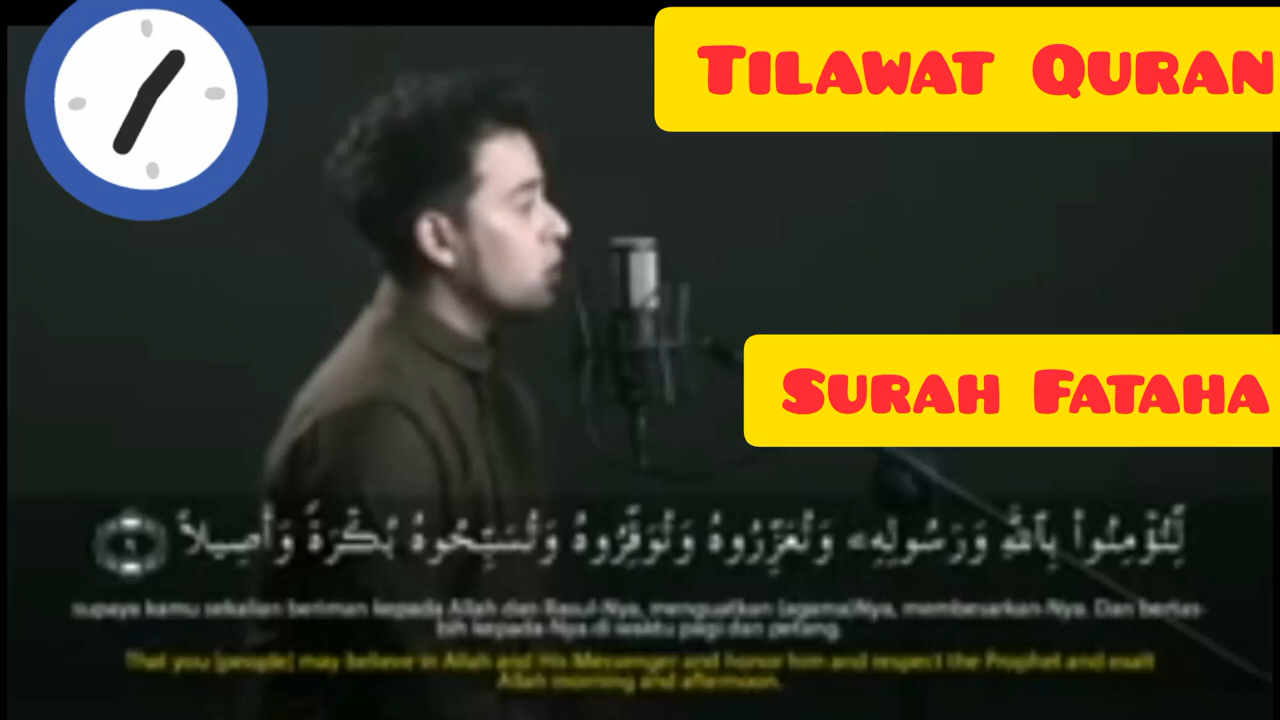 TILAWAT QURAN
SURAH FATAHA
لِّتُؤْمِنُوا۟ بِٱللَّهِ وَرَسُولِهِۦ وَتُعَزِّرُوهُ وَتُوَقِّرُوهُ وَتُسَبِّحُوهُ بُكْرَةً وَأَصِيلًا ٩
supaya kamu sekalian beriman kepada Allah dan Rasul-Nya, menguatkan (agama)Nya, membesarkan-Nya. Dan bertas-
bih kepada-Nya di waktu pagi dan petang.
That you [people] may believe in Allah and His Messenger and honor him and respect the Prophet and exalt
Allah morning and afternoon.